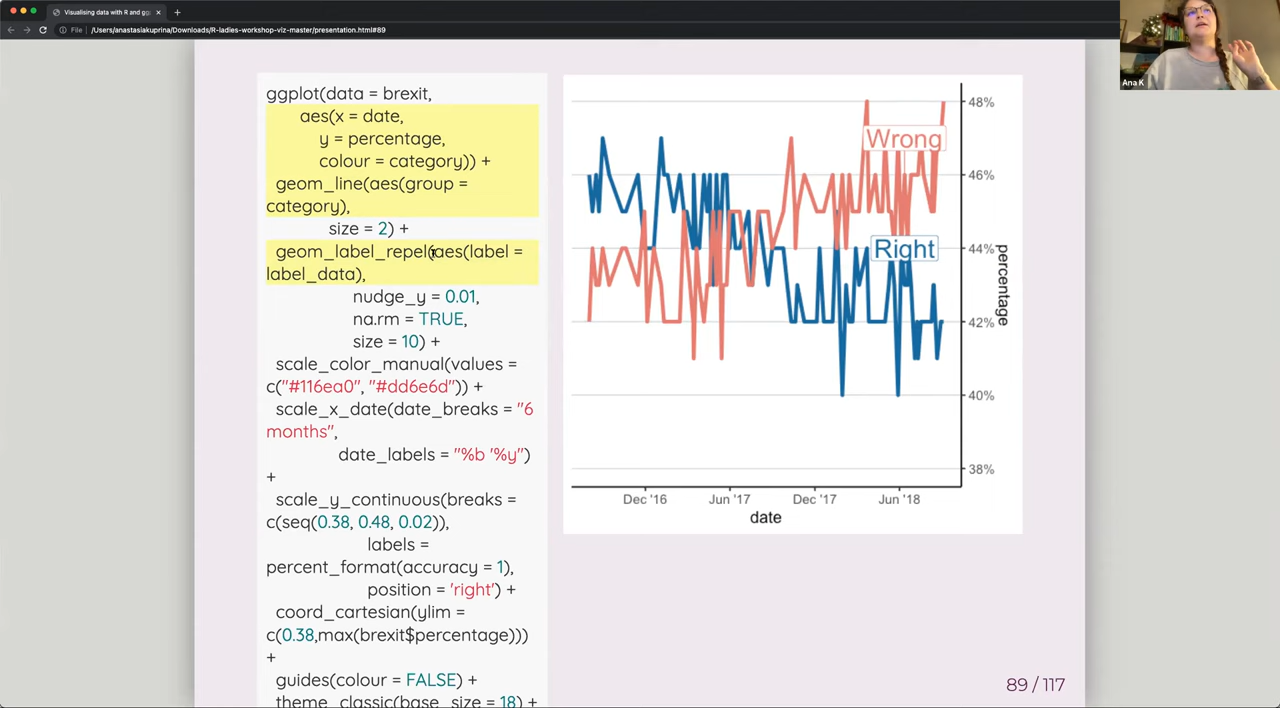 Visualising data with R and gg
File
/Users/anastasiakuprina/Downloads/R-ladies-workshop-viz-master/presentation.html#89
Ana K
ggplot(data = brexit,
aes(x = date,
y = percentage,
colour = category)) +
geom_line(aes(group =
category),
size = 2) +
geom_label_repel(aes(label =
label_data),
nudge_y = 0.01,
na.rm = TRUE,
size = 10) +
scale_color_manual(values =
c("#116ea0", "#dd6e6d")) +
scale_x_date(date_breaks = "6
months",
date_labels = "%b '%y")
+
scale_y_continuous(breaks =
c(seq(0.38, 0.48, 0.02)),
labels =
percent_format(accuracy = 1),
position = 'right') +
coord_cartesian(ylim =
c(0.38,max(brexit$percentage)))
+
guides(colour = FALSE) +
theme_classic(base_size = 18) +
48%
Wrong
46%
Right
44%
percentage
42%
40%
38%
Dec '16
Jun '17
Dec '17
Jun '18
date
89 / 117